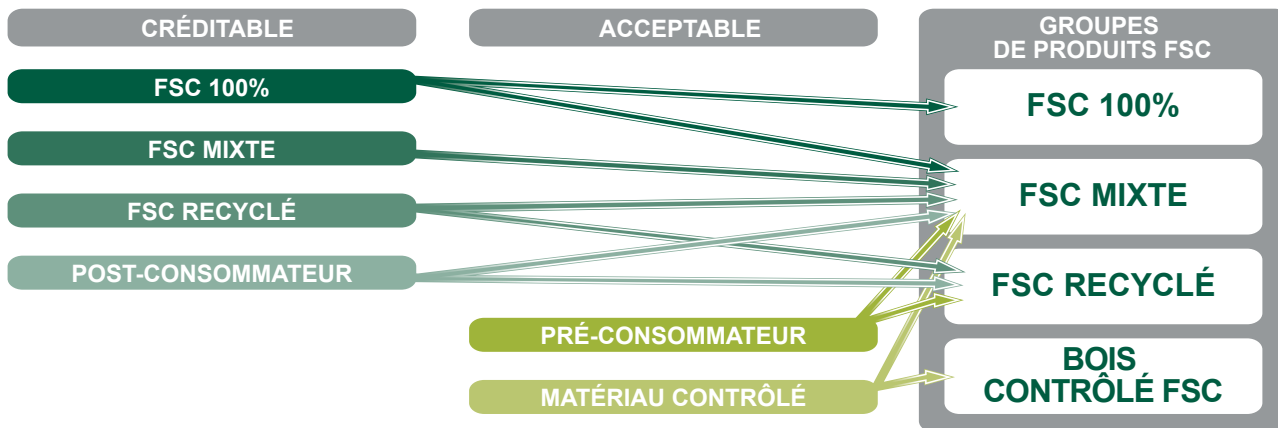 CRÉDITABLE
ACCEPTABLE
GROUPES
DE PRODUITS FSC
FSC 100%
FSC MIXTE
FSC RECYCLÉ
POST-CONSOMMATEUR
PRÉ-CONSOMMATEUR
MATÉRIAU CONTRÔLÉ
FSC 100%
FSC MIXTE
FSC RECYCLÉ
BOIS
CONTRÔLÉ FSC